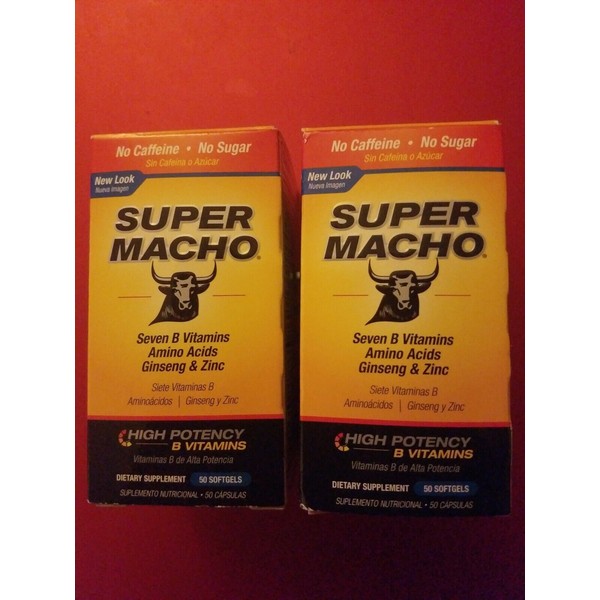 No Caffeine • No Sugar
Sin Cafeína o Azúcar
New Look
Nueva Imagen
SUPER
MACHO®
Seven B Vitamins
Amino Acids
Ginseng & Zinc
Siete Vitaminas B
Aminoácidos | Ginseng y Zinc
HIGH POTENCY
B VITAMINS
Vitaminas B de Alta Potencia
DIETARY SUPPLEMENT 50 SOFTGELS
SUPLEMENTO NUTRICIONAL • 50 CÁPSULAS
No Caffeine • No Sugar
Sin Cafeína o Azúcar
New Look
Nueva Imagen
SUPER
MACHO®
Seven B Vitamins
Amino Acids
Ginseng & Zinc
Siete Vitaminas B
Aminoácidos | Ginseng y Zinc
HIGH POTENCY
B VITAMINS
Vitaminas B de Alta Potencia
DIETARY SUPPLEMENT 50 SOFTGELS
SUPLEMENTO NUTRICIONAL • 50 CÁPSULAS